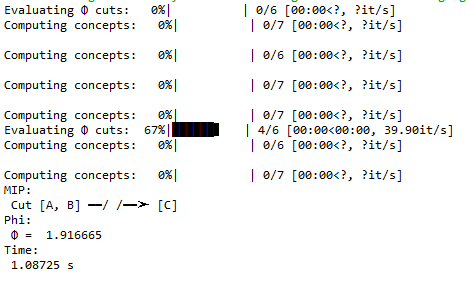 Evaluating Φ cuts:   0%|          | 0/6 [00:00<?, ?it/s]
Computing concepts:   0%|          | 0/7 [00:00<?, ?it/s]
Computing concepts:   0%|          | 0/6 [00:00<?, ?it/s]
Computing concepts:   0%|          | 0/7 [00:00<?, ?it/s]
Computing concepts:   0%|          | 0/7 [00:00<?, ?it/s]
Evaluating Φ cuts:  67%|██████▋   | 4/6 [00:00<00:00, 39.90it/s]
Computing concepts:   0%|          | 0/6 [00:00<?, ?it/s]
Computing concepts:   0%|          | 0/7 [00:00<?, ?it/s]
MIP:
 Cut [A, B] ━━/ /━━➤ [C]
Phi:
 Φ =  1.916665
Time:
 1.08725 s